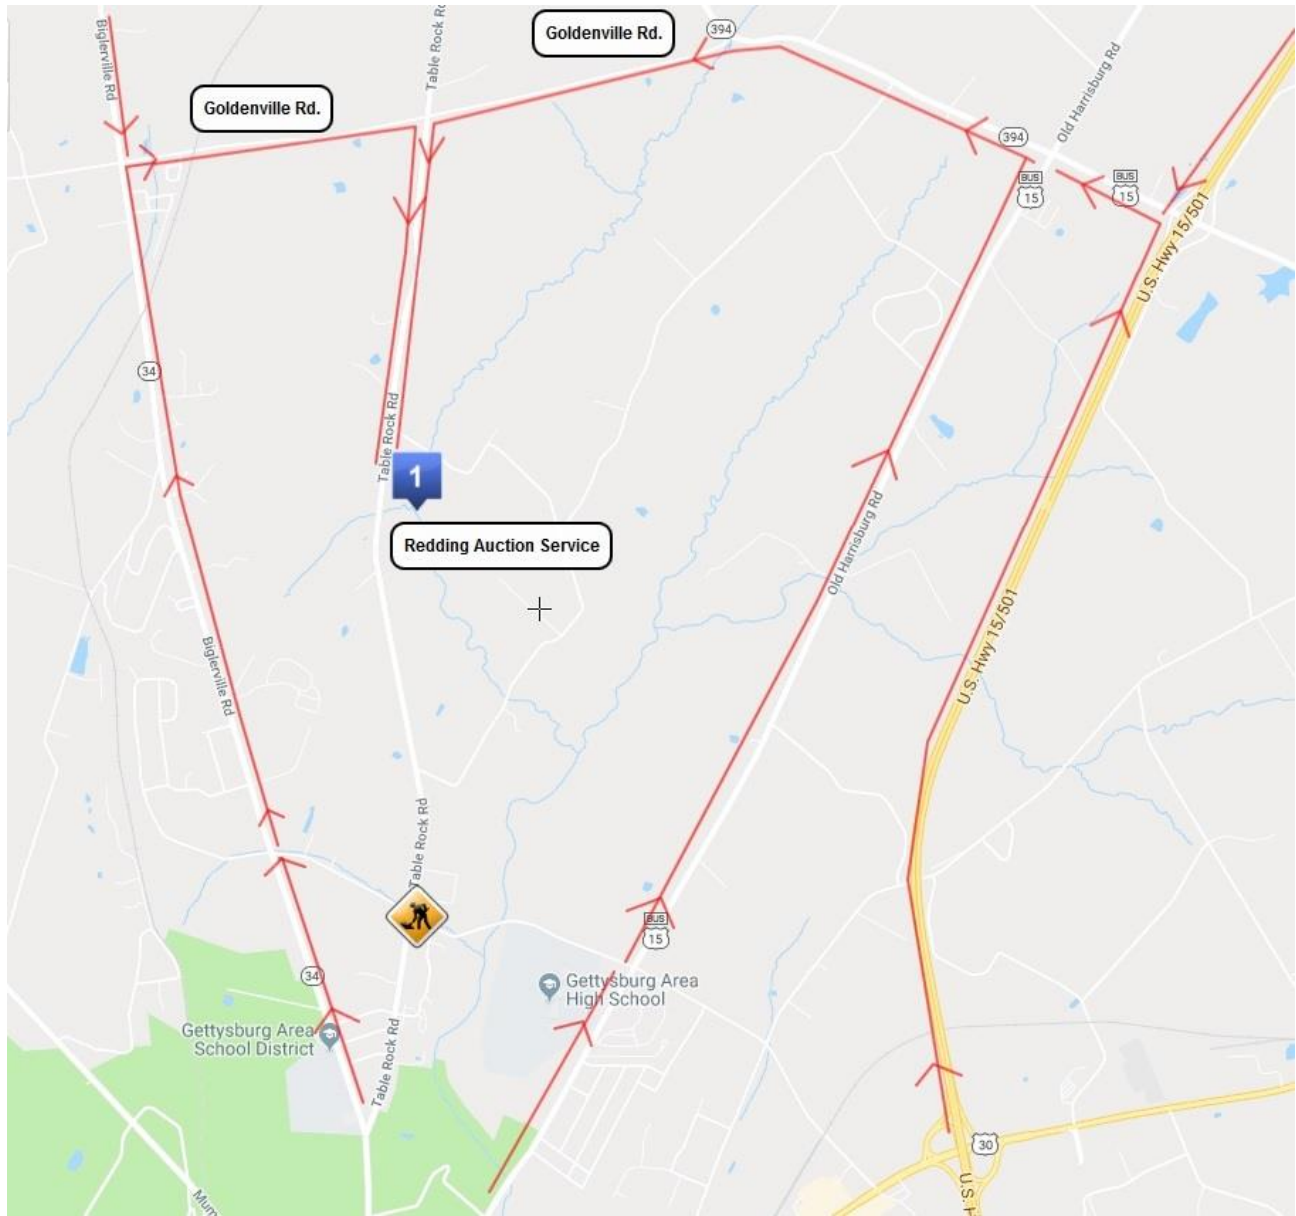 Biglerville Rd
Table Rock Rd
Goldenville Rd.
394
Old Harrisburg Rd
Goldenville Rd.
394
BUS
15
BUS
15
U.S. Hwy 15/501
34
Table Rock Rd
1
Redding Auction Service
Old Harrisburg Rd
U.S. Hwy 15/501
Biglerville Rd
Table Rock Rd
BUS
15
34
Gettysburg Area
High School
Gettysburg Area
School District
Table Rock Rd
30
Mum
U.S. H